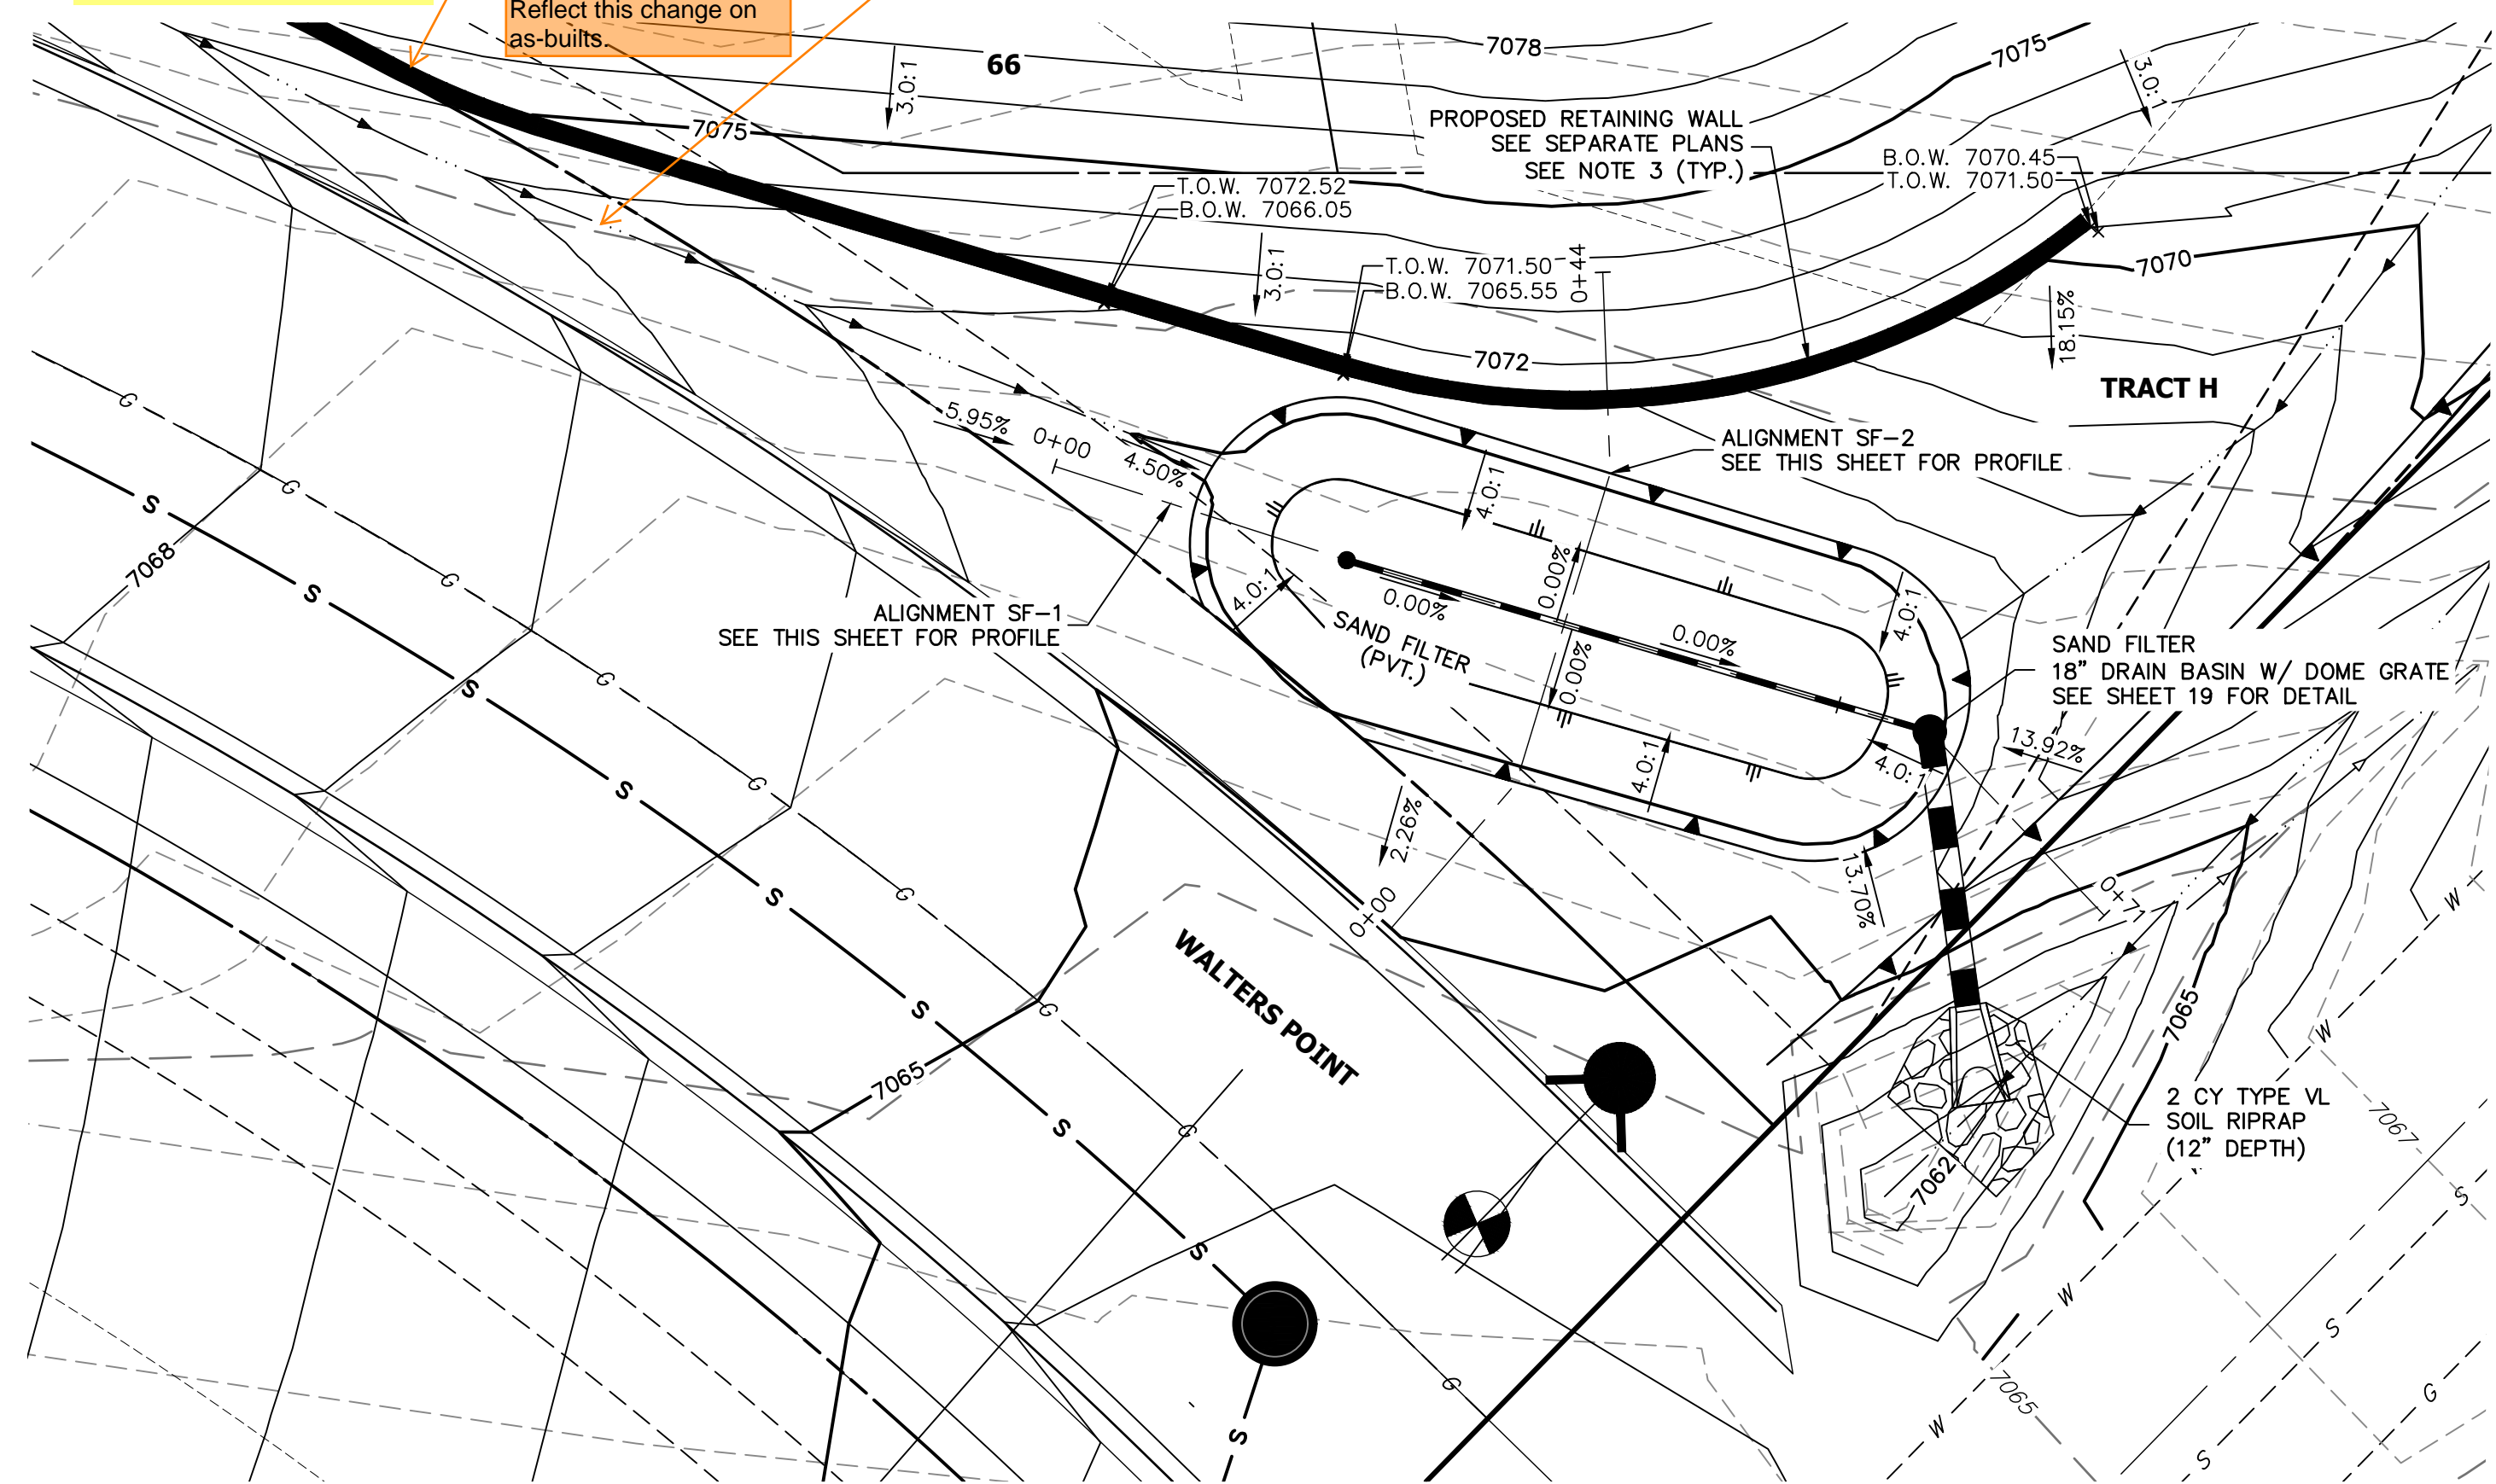 Reflect this change on
as-builts.
66
3.0:1
7078
7075
3.0:1
7075
PROPOSED RETAINING WALL
SEE SEPARATE PLANS
SEE NOTE 3 (TYP.)
B.O.W. 7070.45
T.O.W. 7071.50
T.O.W. 7072.52
B.O.W. 7066.05
3.0:1
T.O.W. 7071.50
B.O.W. 7065.55
0+44
7070
18.15%
7072
TRACT H
G
5.95%
0+00
4.50%
4.0:1
ALIGNMENT SF-2
SEE THIS SHEET FOR PROFILE
S
G
7068
G
S
4.0:1
0.00%
0.00%
4.0:1
ALIGNMENT SF-1
SEE THIS SHEET FOR PROFILE
SAND FILTER
(PVT.)
0.00%
0.00%
SAND FILTER
18" DRAIN BASIN W/ DOME GRATE
SEE SHEET 19 FOR DETAIL
G
S
13.92%
4.0:1
4.0:1
G
S
2.26%
13.70%
0+71
G
S
0+00
W
WALTERS POINT
G
S
7065
W
7065
G
S
2 CY TYPE VL
SOIL RIPRAP
(12" DEPTH)
7067
7062
S
S
W
S
G
7065
G
W
S
S